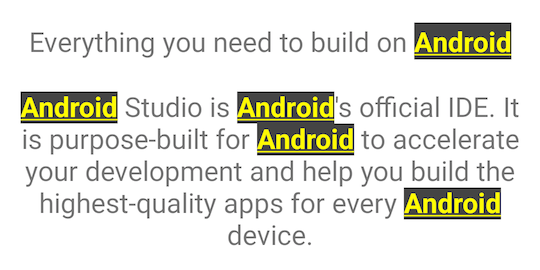 Everything you need to build on Android
Android Studio is Android's official IDE. It
is purpose-built for Android to accelerate
your development and help you build the
highest-quality apps for every Android
device.